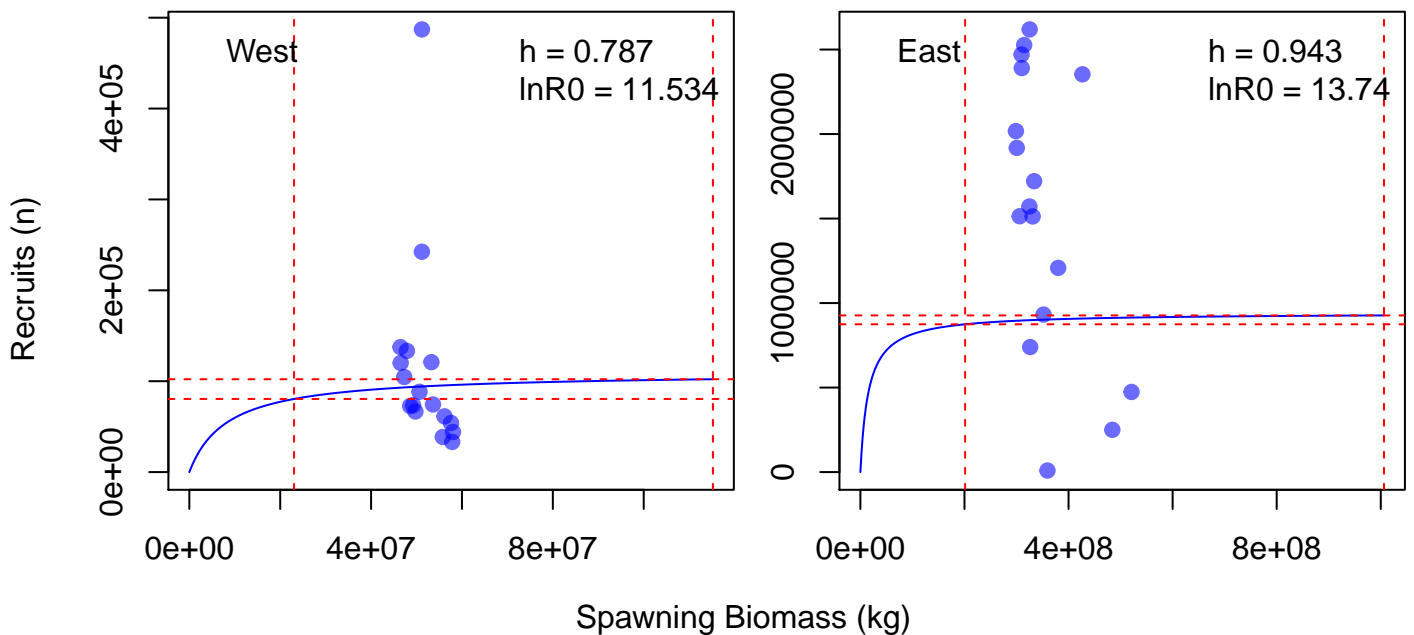 West
h = 0.787
lnR0 = 11.534
East
h = 0.943
lnR0 = 13.74
Recruits (n)
4e+05
2e+05
0e+00
2000000
1000000
0
0e+00 4e+07 8e+07
0e+00 4e+08 8e+08
Spawning Biomass (kg)